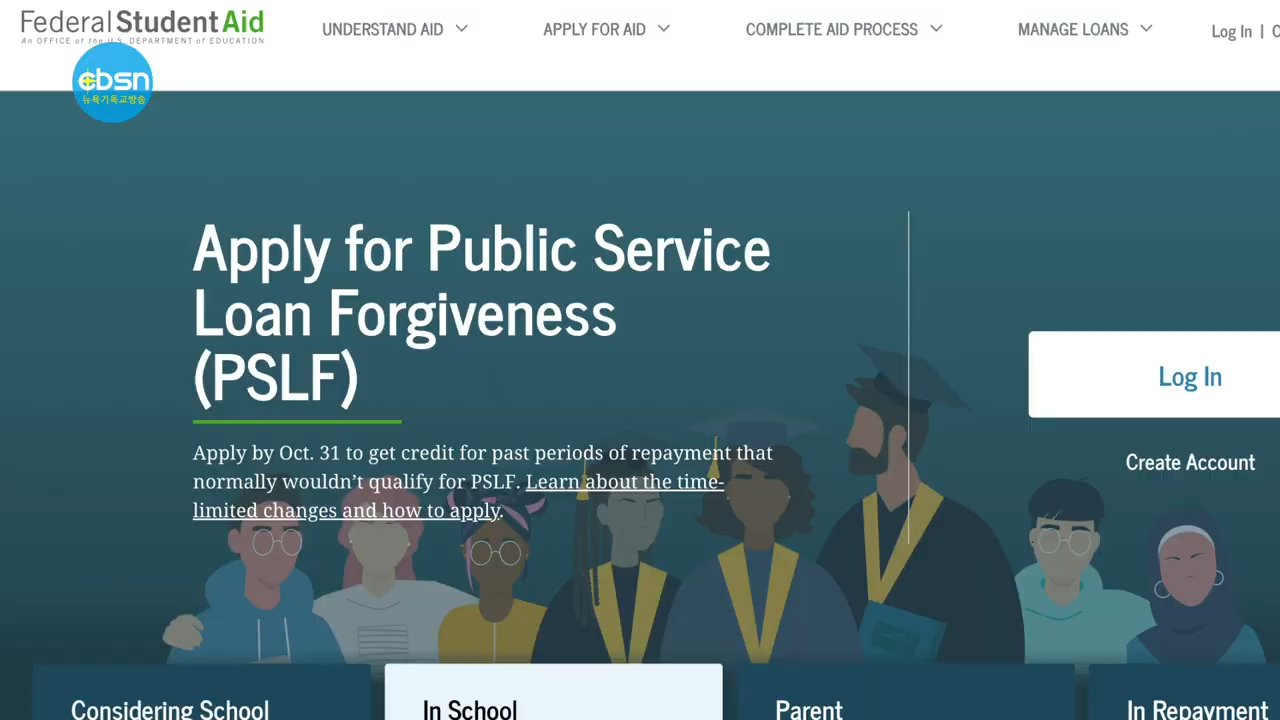 Federal Student Aid
An OFFICE of the U.S. DEPARTMENT of EDUCATION
UNDERSTAND AID
APPLY FOR AID
COMPLETE AID PROCESS
MANAGE LOANS
Log In | C
cbsn
뉴욕기독교방송
Apply for Public Service
Loan Forgiveness
(PSLF)
Apply by Oct. 31 to get credit for past periods of repayment that
normally wouldn’t qualify for PSLF. Learn about the time-
limited changes and how to apply.
Log In
Create Account
Considering School
In School
Parent
In Repayment